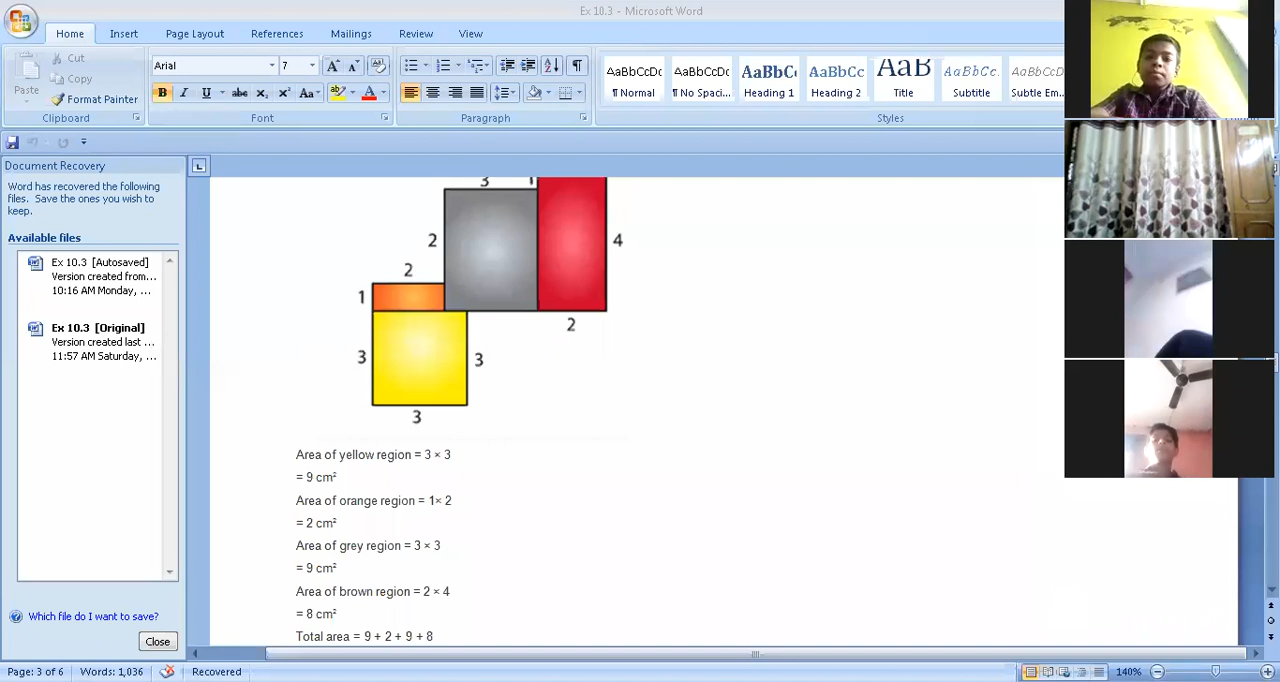 Ex 10.3 - Microsoft Word
Home Insert Page Layout References Mailings Review View
Cut
Copy
Paste
Format Painter
Clipboard
Arial 7
B I U abc x₂ x² Aa
Font
Paragraph
AaBbCcDc AaBbCcDc AaBbC AaBbCc AaB AaBbCc. AaBbCcDc
¶ Normal ¶ No Spaci... Heading 1 Heading 2 Title Subtitle Subtle Em...
Styles
Document Recovery
Word has recovered the following
files. Save the ones you wish to
keep.
Available files
Ex 10.3 [Autosaved]
Version created from...
10:16 AM Monday, ...
Ex 10.3 [Original]
Version created last ...
11:57 AM Saturday, ...
Which file do I want to save?
Close
3 1
2 4
2
1
2
3 3
3
Area of yellow region = 3 × 3
= 9 cm²
Area of orange region = 1× 2
= 2 cm²
Area of grey region = 3 × 3
= 9 cm²
Area of brown region = 2 × 4
= 8 cm²
Total area = 9 + 2 + 9 + 8
Page: 3 of 6 Words: 1,036 Recovered 140%